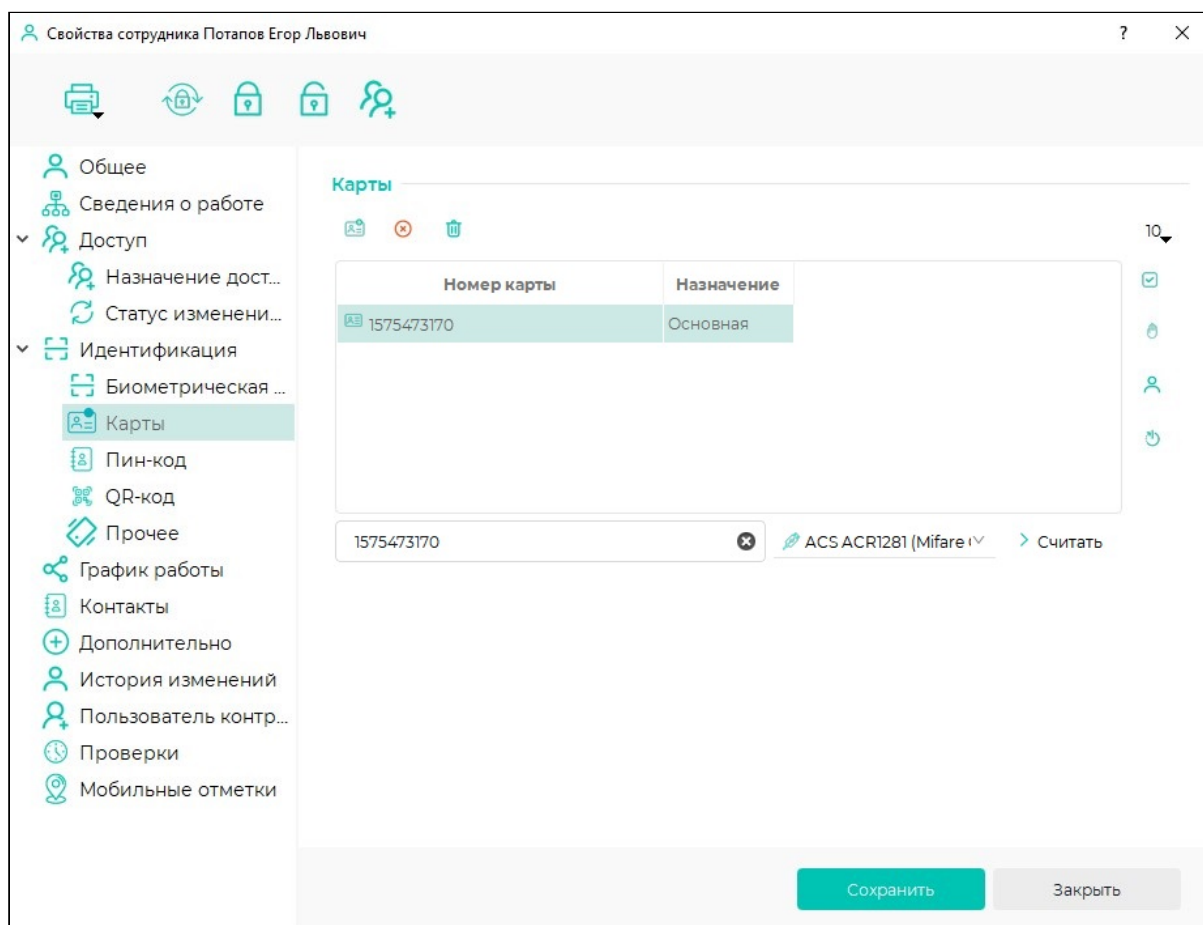 Свойства сотрудника Потапов Егор Львович
?
Общее
Сведения о работе
Доступ
Назначение дост...
Статус изменени...
Идентификация
Биометрическая ...
Карты
Пин-код
QR-код
Прочее
График работы
Контакты
Дополнительно
История изменений
Пользователь контр...
Проверки
Мобильные отметки
Карты
10
Номер карты Назначение
1575473170 Основная
1575473170 ACS ACR1281 (Mifare Считать
Сохранить Закрыть